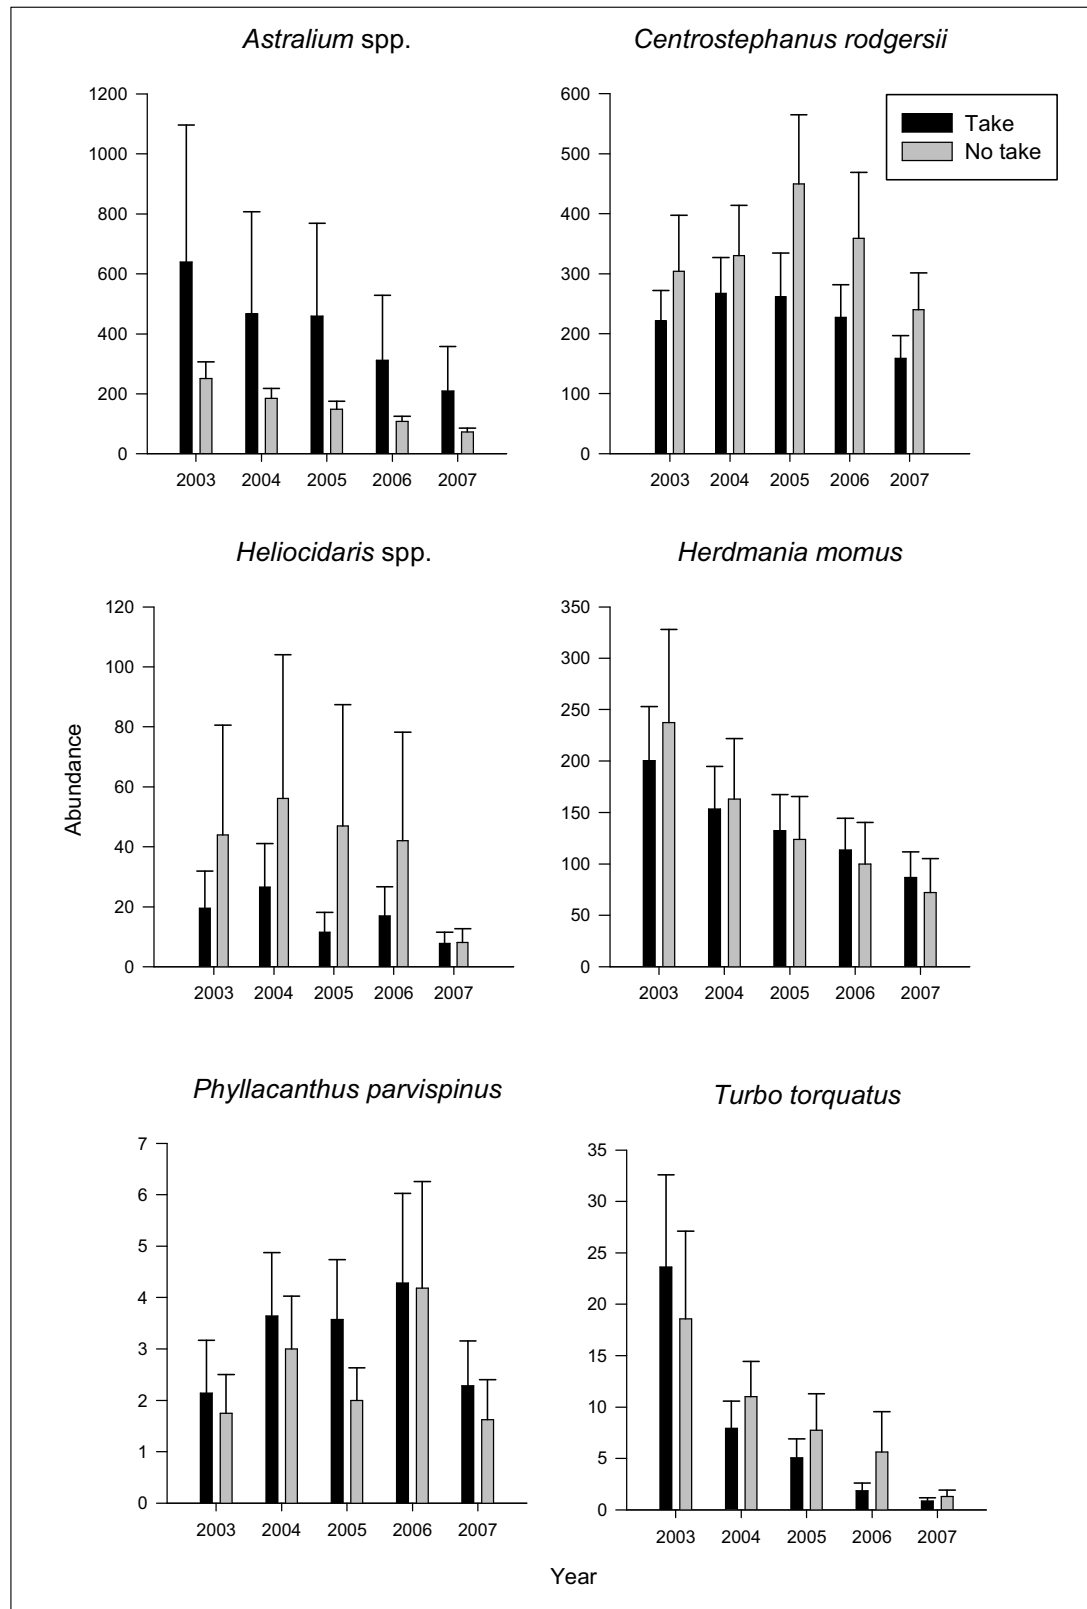 Astralium spp.
Centrostephanus rodgersii
1200
1000
800
600
400
200
0
2003 2004 2005 2006 2007
600
500
400
300
200
100
0
2003 2004 2005 2006 2007
Take
No take
Heliocidaris spp.
Herdmania momus
Abundance
120
100
80
60
40
20
0
2003 2004 2005 2006 2007
350
300
250
200
150
100
50
0
2003 2004 2005 2006 2007
Phyllacanthus parvispinus
Turbo torquatus
7
6
5
4
3
2
1
0
2003 2004 2005 2006 2007
35
30
25
20
15
10
5
0
2003 2004 2005 2006 2007
Year